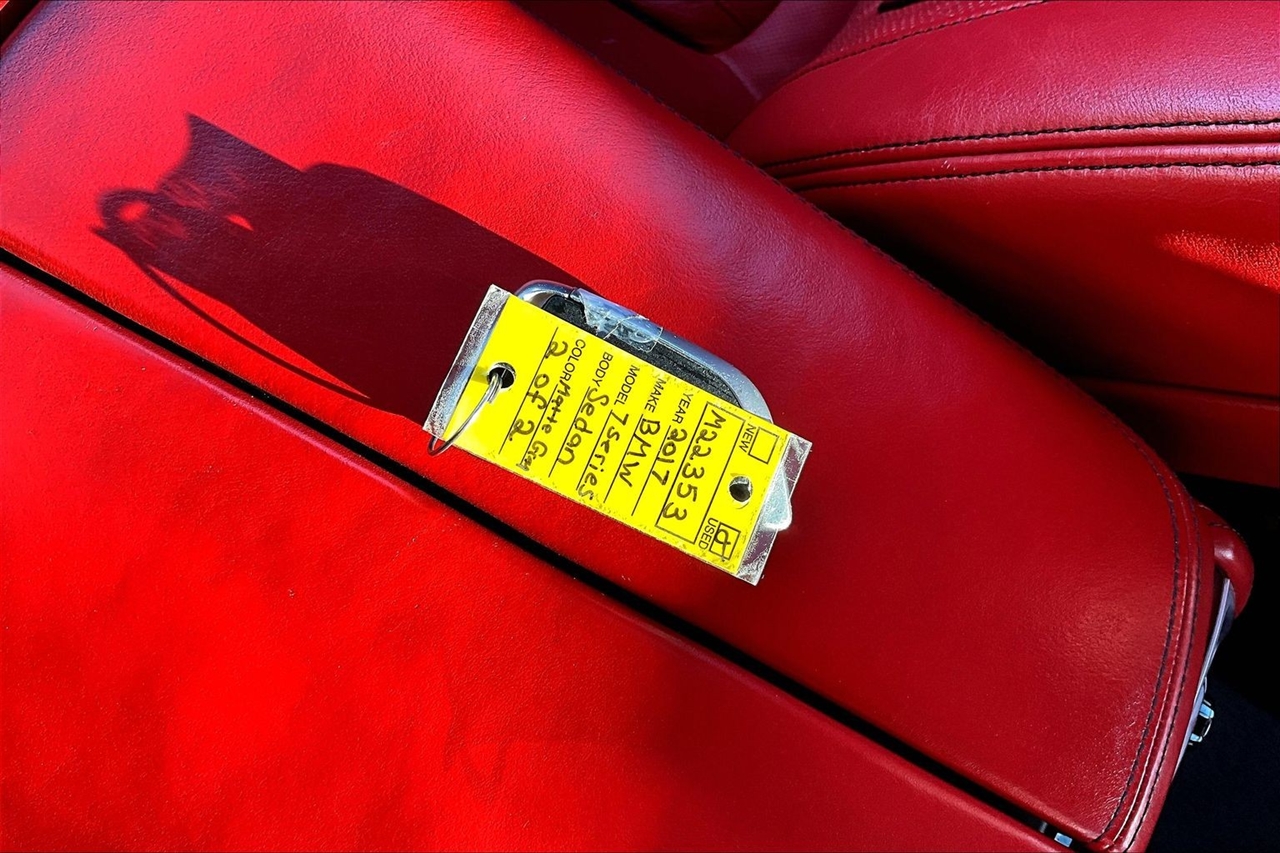 NEW USED d
M22353
YEAR 2017
MAKE BMW
MODEL 7series
BODY Sedan
COLOR Matte Gray
2 of 2